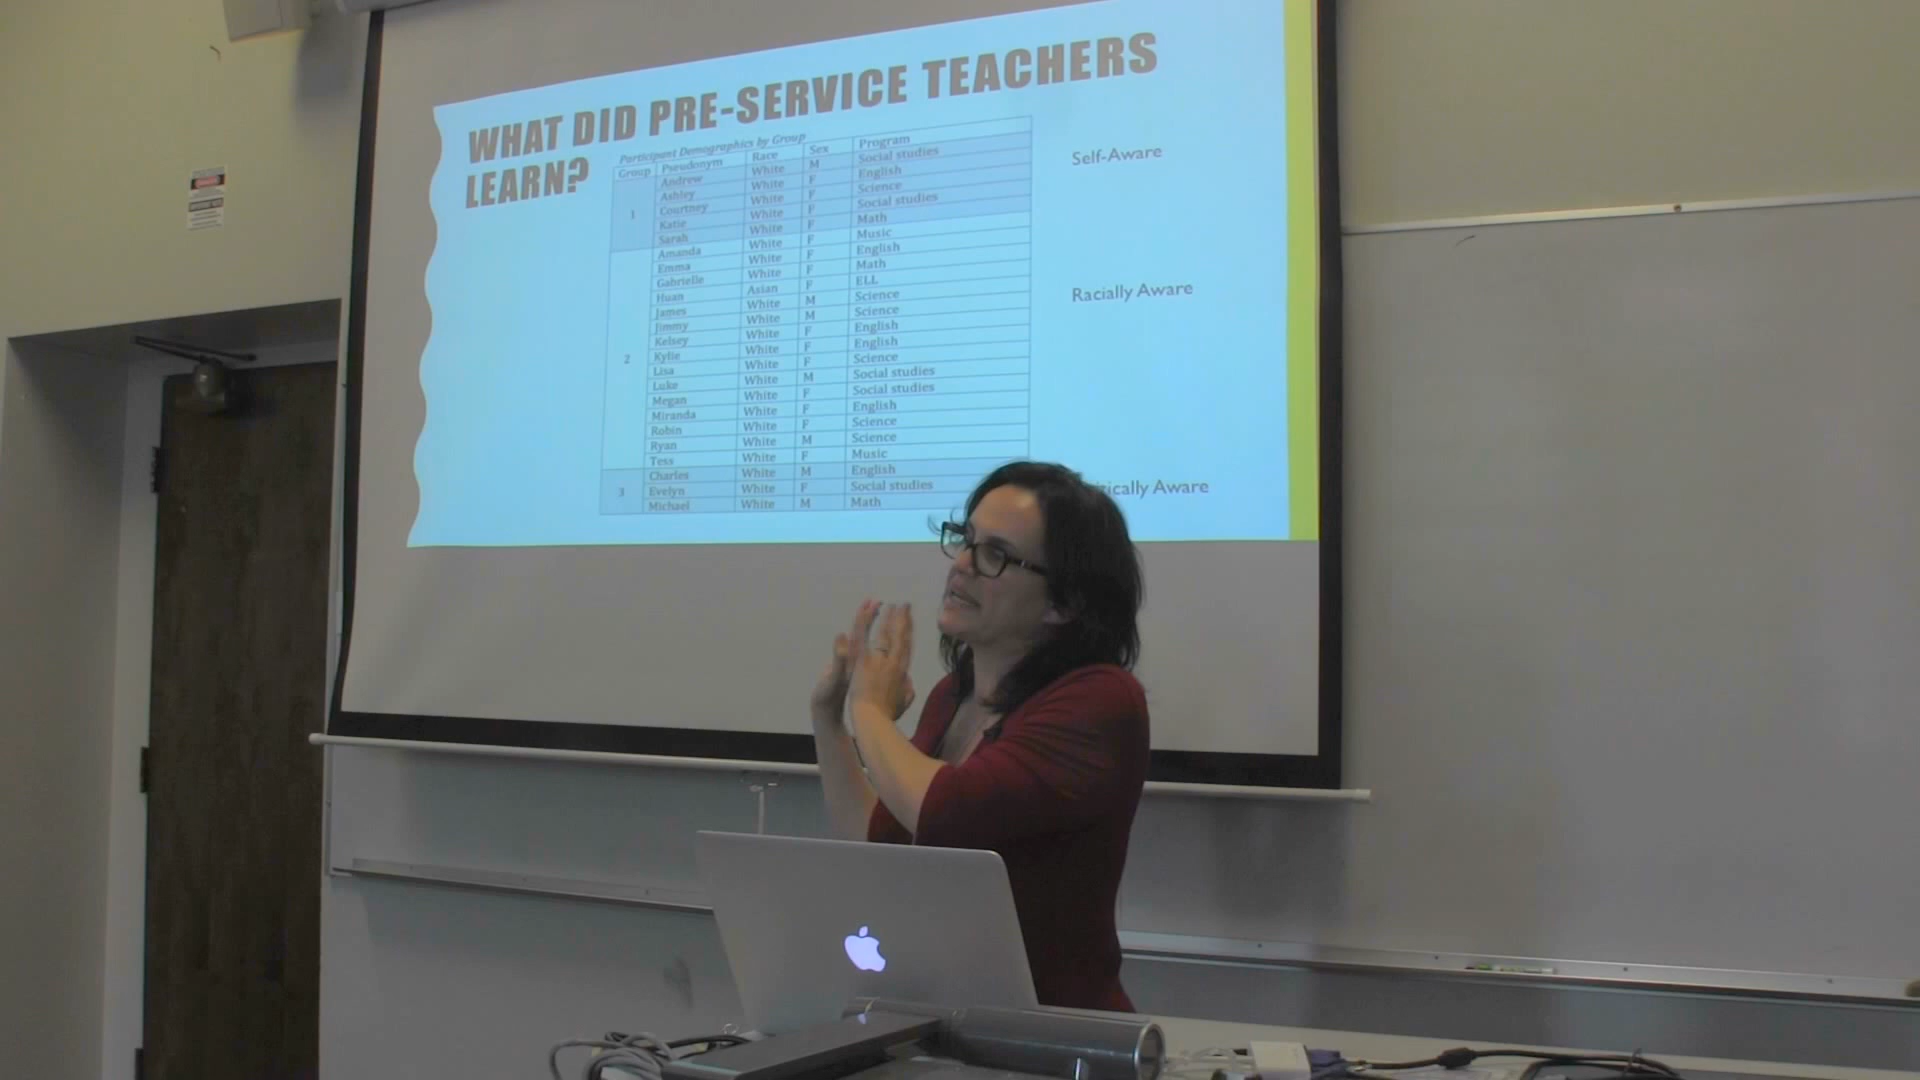 WHAT DID PRE-SERVICE TEACHERS
LEARN?
Participant Demographics by Group
Group Pseudonym Race Sex Program
1
Andrew White M Social studies
Ashley White F English
Courtney White F Science
Katie White F Social studies
Sarah White F Math
2
Amanda White F Music
Emma White F English
Gabrielle White F Math
Huan Asian F ELL
James White M Science
Jimmy White M Science
Kelsey White F English
Kylie White F English
Lisa White F Science
Luke White M Social studies
Megan White F Social studies
Miranda White F English
Robin White F Science
Ryan White M Science
Tess White F Music
3
Charles White M English
Evelyn White F Social studies
Michael White M Math
Self-Aware
Racially Aware
Aware